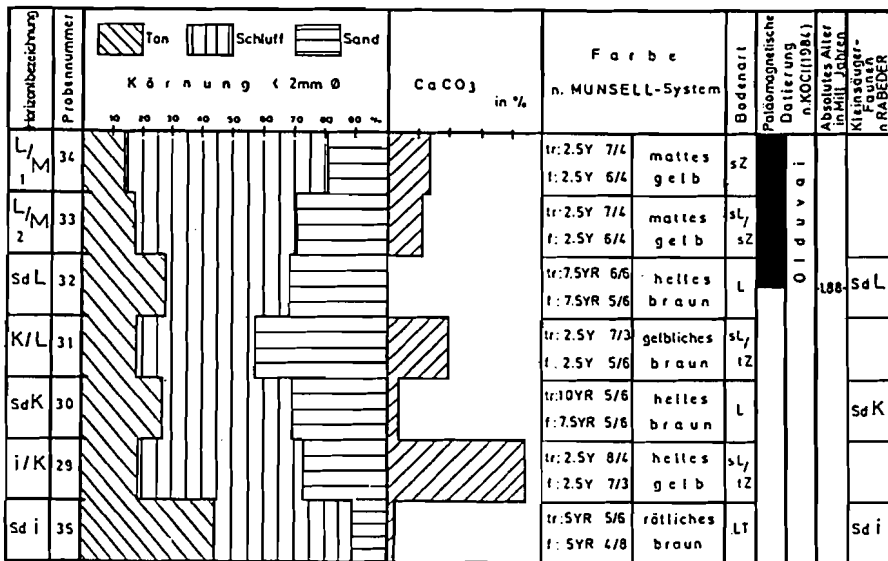 Horizontbezeichnung
Probennummer
Ton Schluff Sand
Körnung < 2mm Ø
10 20 30 40 50 60 70 80 90 %
CaCO3
in %
Farbe
n. MUNSELL-System
Bodenart
Paläomagnetische
Datierung
n.KOCI(1984)
Absolutes Alter
in Mill. Jahren
Kleinsäuger-
Faunen
n. RABEDER
L/M1 34 tr: 2.5Y 7/4 mattes sZ
f: 2.5Y 6/4 gelb
L/M2 33 tr: 2.5Y 7/4 mattes sL/
f: 2.5Y 6/4 gelb sZ
Olduvai
SdL 32 tr: 7.5YR 6/6 helles L -1.88- SdL
f: 7.5YR 5/6 braun
K/L 31 tr: 2.5Y 7/3 gelbliches sL/
f. 2.5Y 5/6 braun tZ
SdK 30 tr: 10YR 5/6 helles L SdK
f: 7.5YR 5/6 braun
i/K 29 tr: 2.5Y 8/4 helles sL/
f: 2.5Y 7/3 gelb tZ
Sd i 35 tr: 5YR 5/6 rötliches LT Sd i
f: 5YR 4/8 braun